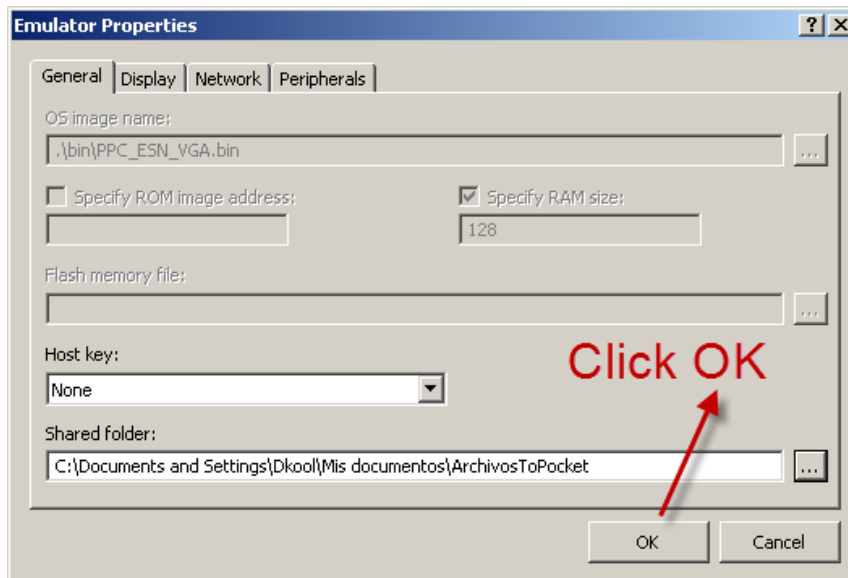 Emulator Properties
General Display Network Peripherals
OS image name:
.\bin\PPC_ESN_VGA.bin ...
Specify ROM image address: Specify RAM size:
128
Flash memory file:
...
Host key:
None
Click OK
Shared folder:
C:\Documents and Settings\Dkool\Mis documentos\ArchivosToPocket ...
OK Cancel